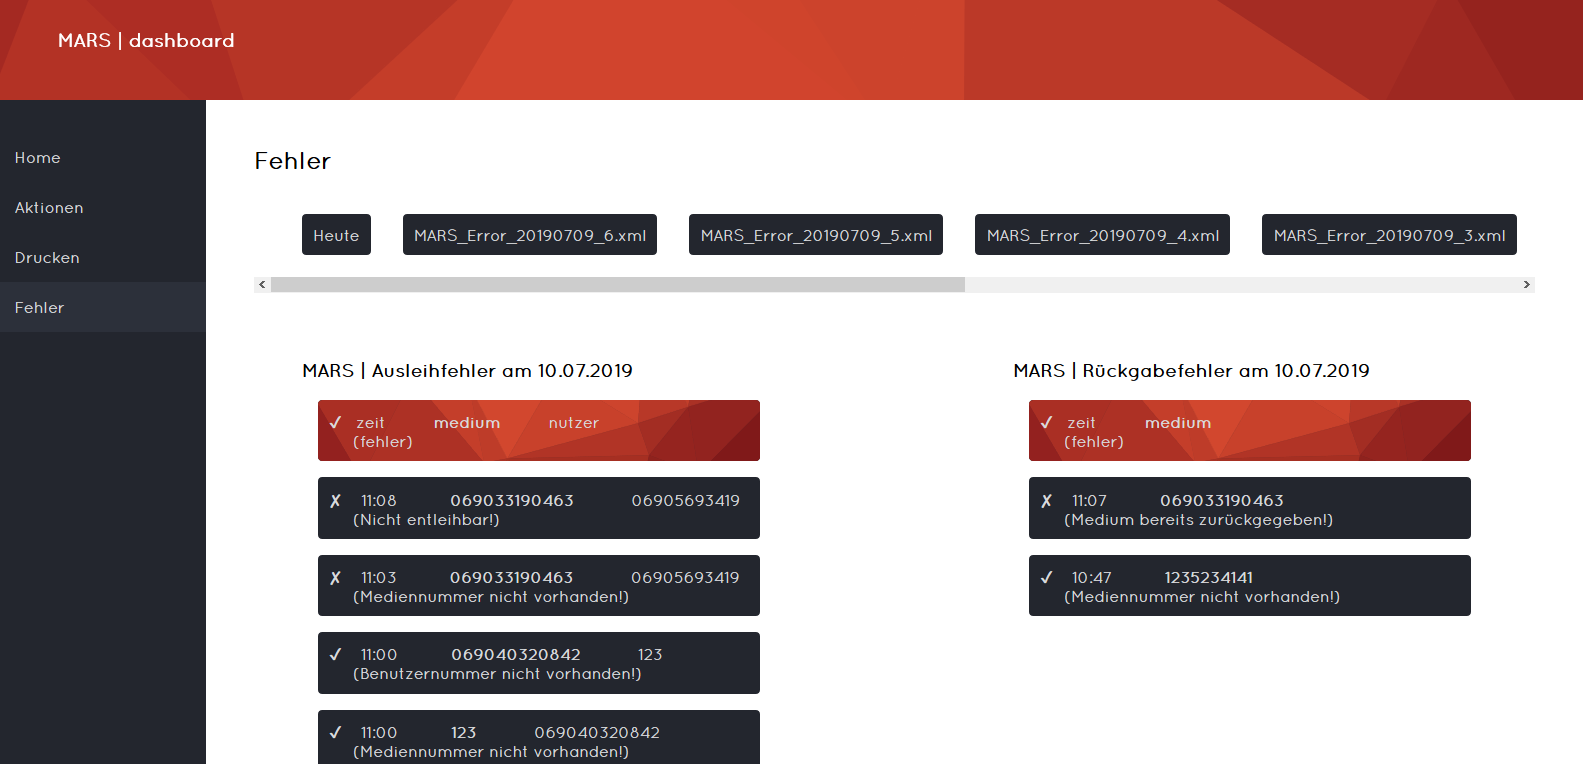 MARS | dashboard
Home
Aktionen
Drucken
Fehler
Fehler
Heute MARS_Error_20190709_6.xml MARS_Error_20190709_5.xml MARS_Error_20190709_4.xml MARS_Error_20190709_3.xml
MARS | Ausleihfehler am 10.07.2019
✓ zeit medium nutzer
(fehler)
✗ 11:08 069033190463 06905693419
(Nicht entleihbar!)
✗ 11:03 069033190463 06905693419
(Mediennummer nicht vorhanden!)
✓ 11:00 069040320842 123
(Benutzernummer nicht vorhanden!)
✓ 11:00 123 069040320842
(Mediennummer nicht vorhanden!)
MARS | Rückgabefehler am 10.07.2019
✓ zeit medium
(fehler)
✗ 11:07 069033190463
(Medium bereits zurückgegeben!)
✓ 10:47 1235234141
(Mediennummer nicht vorhanden!)